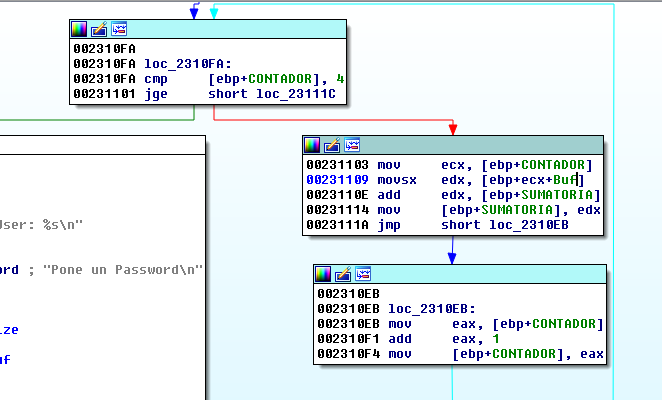 002310FA
002310FA loc_2310FA:
002310FA cmp [ebp+CONTADOR], 4
00231101 jge short loc_23111C
00231103 mov ecx, [ebp+CONTADOR]
00231109 movsx edx, [ebp+ecx+Buf]
0023110E add edx, [ebp+SUMATORIA]
00231114 mov [ebp+SUMATORIA], edx
0023111A jmp short loc_2310EB
User: %s\n"
ord ; "Pone un Password\n"
ize
uf
002310EB
002310EB loc_2310EB:
002310EB mov eax, [ebp+CONTADOR]
002310F1 add eax, 1
002310F4 mov [ebp+CONTADOR], eax